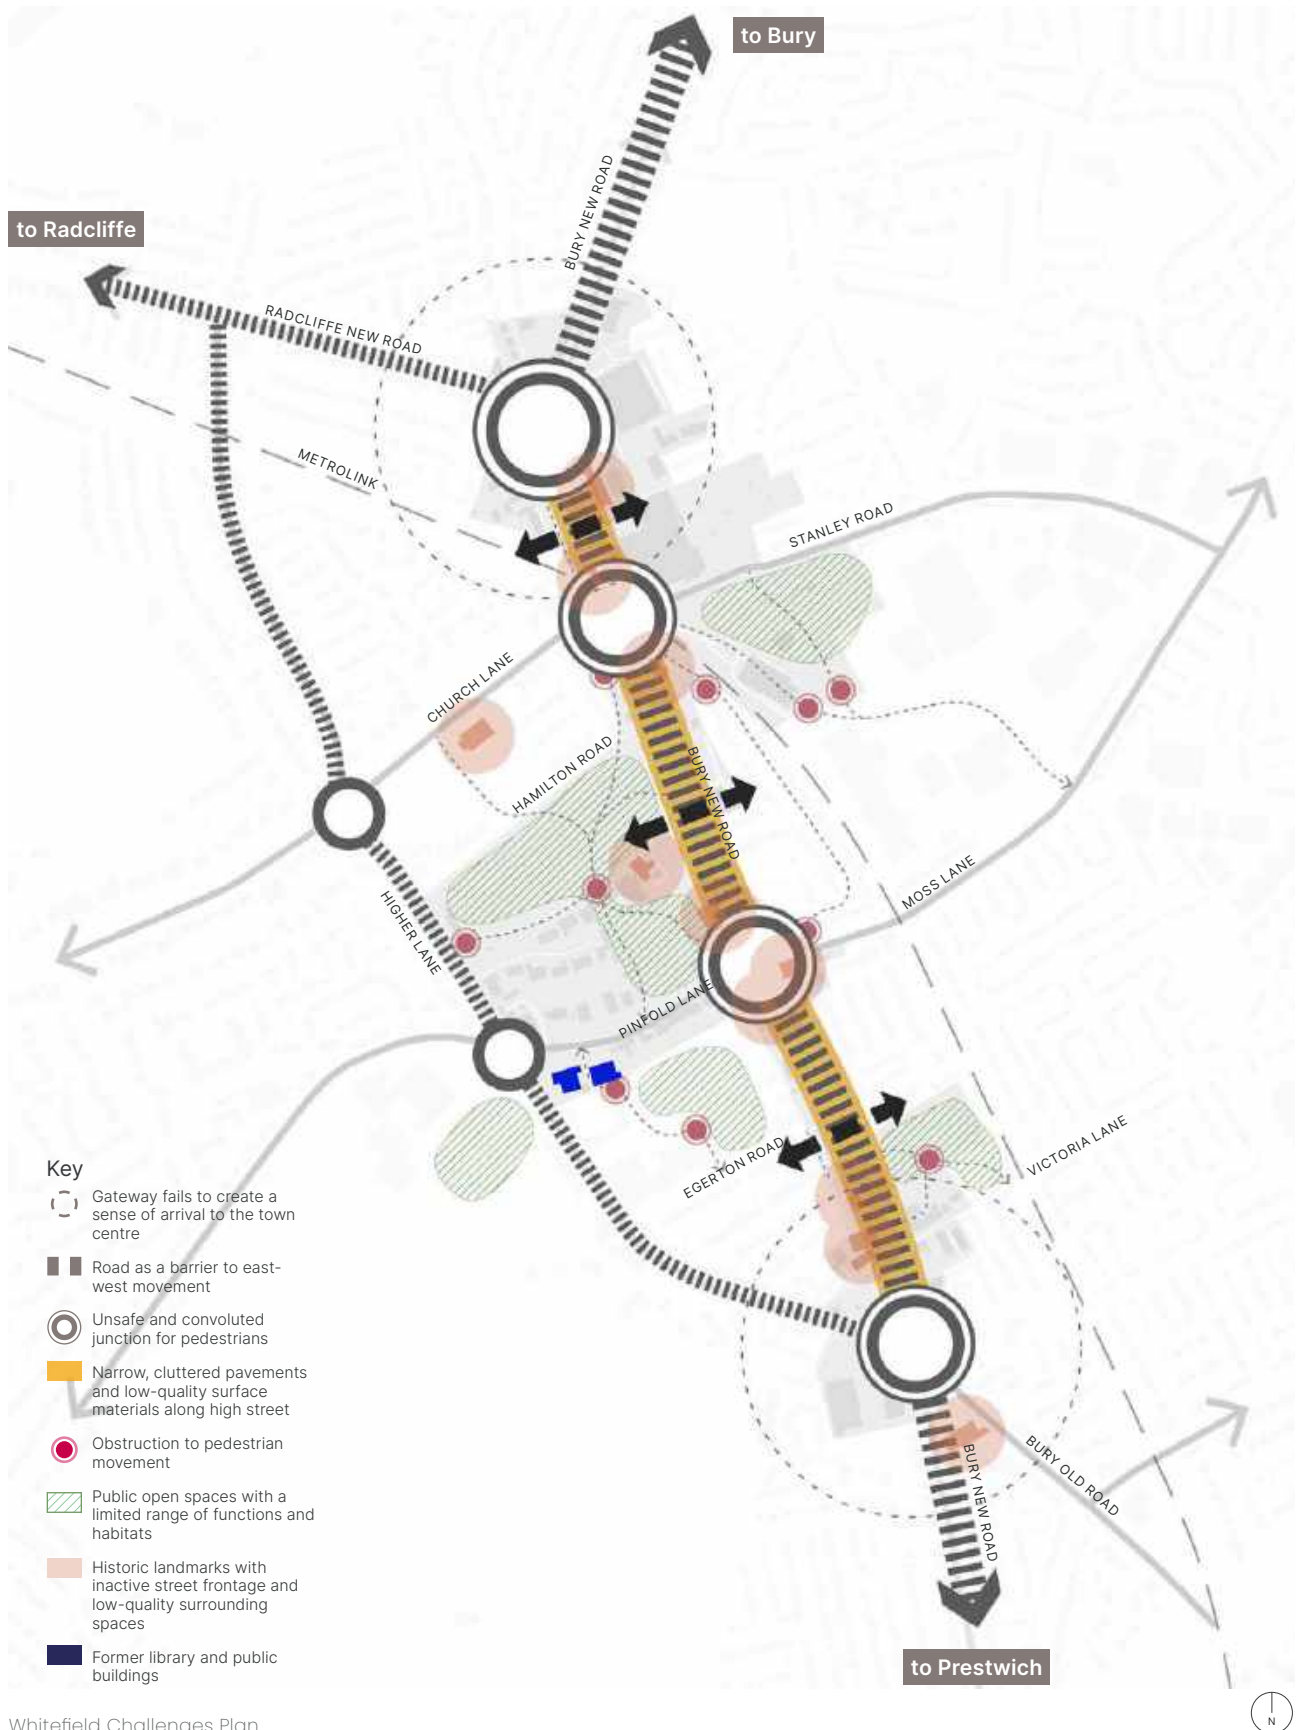 to Bury
BURY NEW ROAD
to Radcliffe
RADCLIFFE NEW ROAD
METROLINK
STANLEY ROAD
CHURCH LANE
HAMILTON ROAD
BURY NEW ROAD
MOSS LANE
HIGHER LANE
PINFOLD LANE
EGERTON ROAD
VICTORIA LANE
Key
Gateway fails to create a
sense of arrival to the town
centre
Road as a barrier to east-
west movement
Unsafe and convoluted
junction for pedestrians
Narrow, cluttered pavements
and low-quality surface
materials along high street
Obstruction to pedestrian
movement
Public open spaces with a
limited range of functions and
habitats
Historic landmarks with
inactive street frontage and
low-quality surrounding
spaces
Former library and public
buildings
BURY OLD ROAD
BURY NEW ROAD
to Prestwich
N
Whitefield Challenges Plan